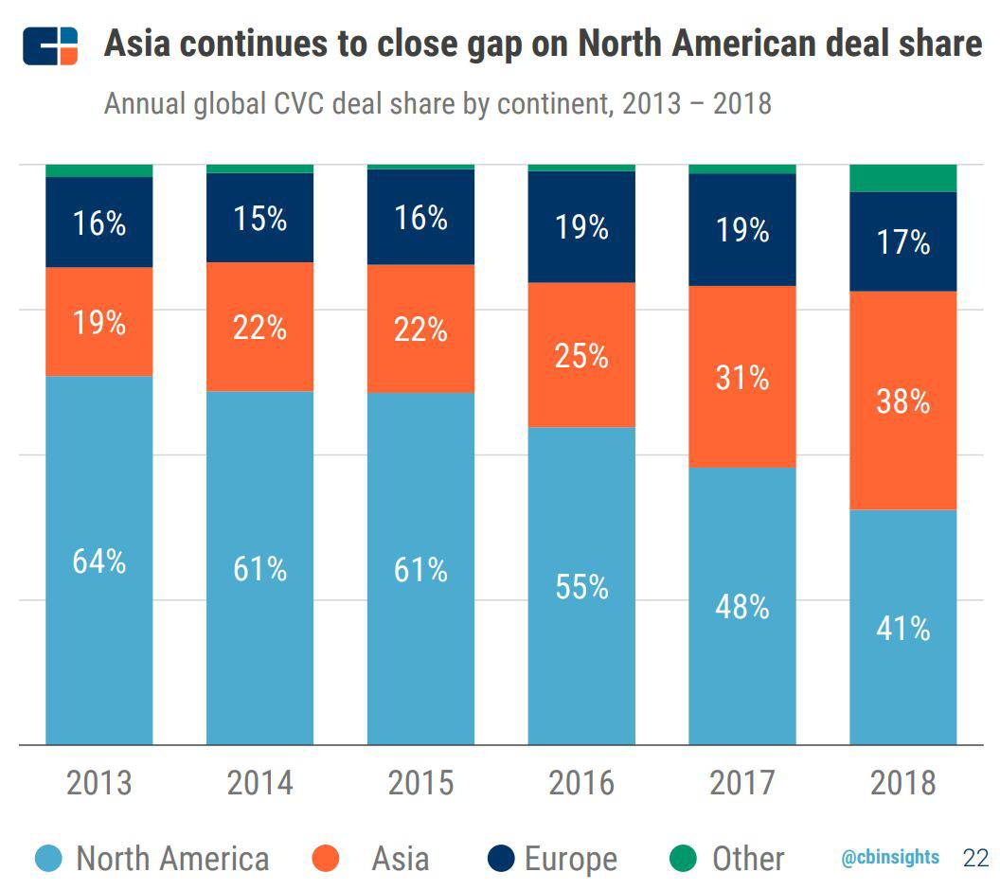 Asia continues to close gap on North American deal share
Annual global CVC deal share by continent, 2013 – 2018
16% 15% 16% 19% 19% 17%
19% 22% 22% 25% 31% 38%
64% 61% 61% 55% 48% 41%
2013 2014 2015 2016 2017 2018
North America Asia Europe Other @cbinsights 22